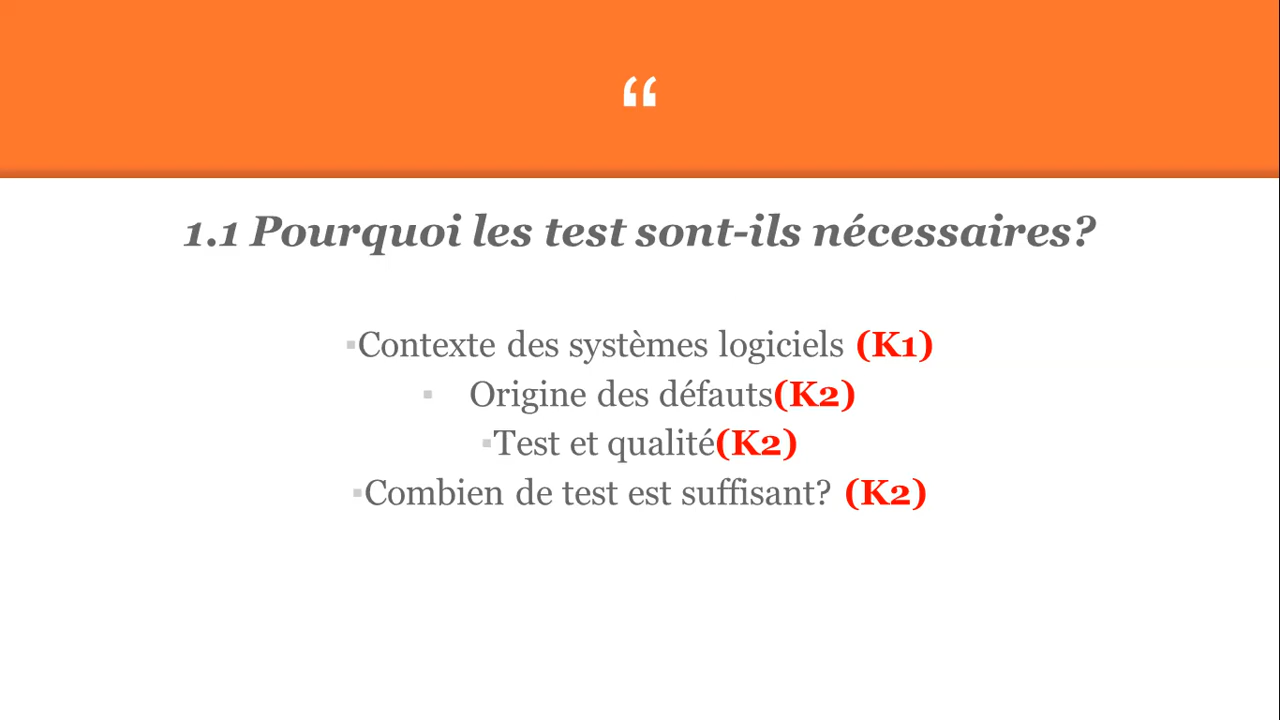 “
1.1 Pourquoi les test sont-ils nécessaires?
▪Contexte des systèmes logiciels (K1)
▪ Origine des défauts(K2)
▪Test et qualité(K2)
▪Combien de test est suffisant? (K2)